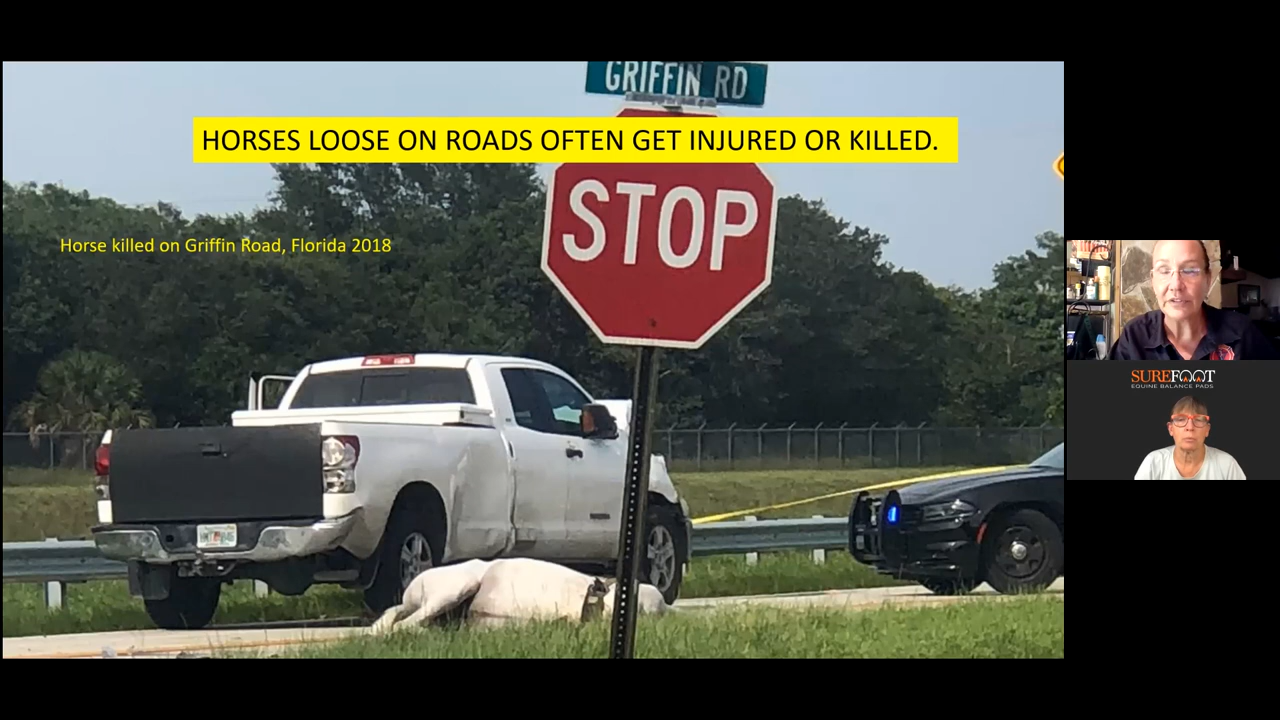 GRIFFIN RD
HORSES LOOSE ON ROADS OFTEN GET INJURED OR KILLED.
STOP
Horse killed on Griffin Road, Florida 2018
SUREFOOT
EQUINE BALANCE PADS